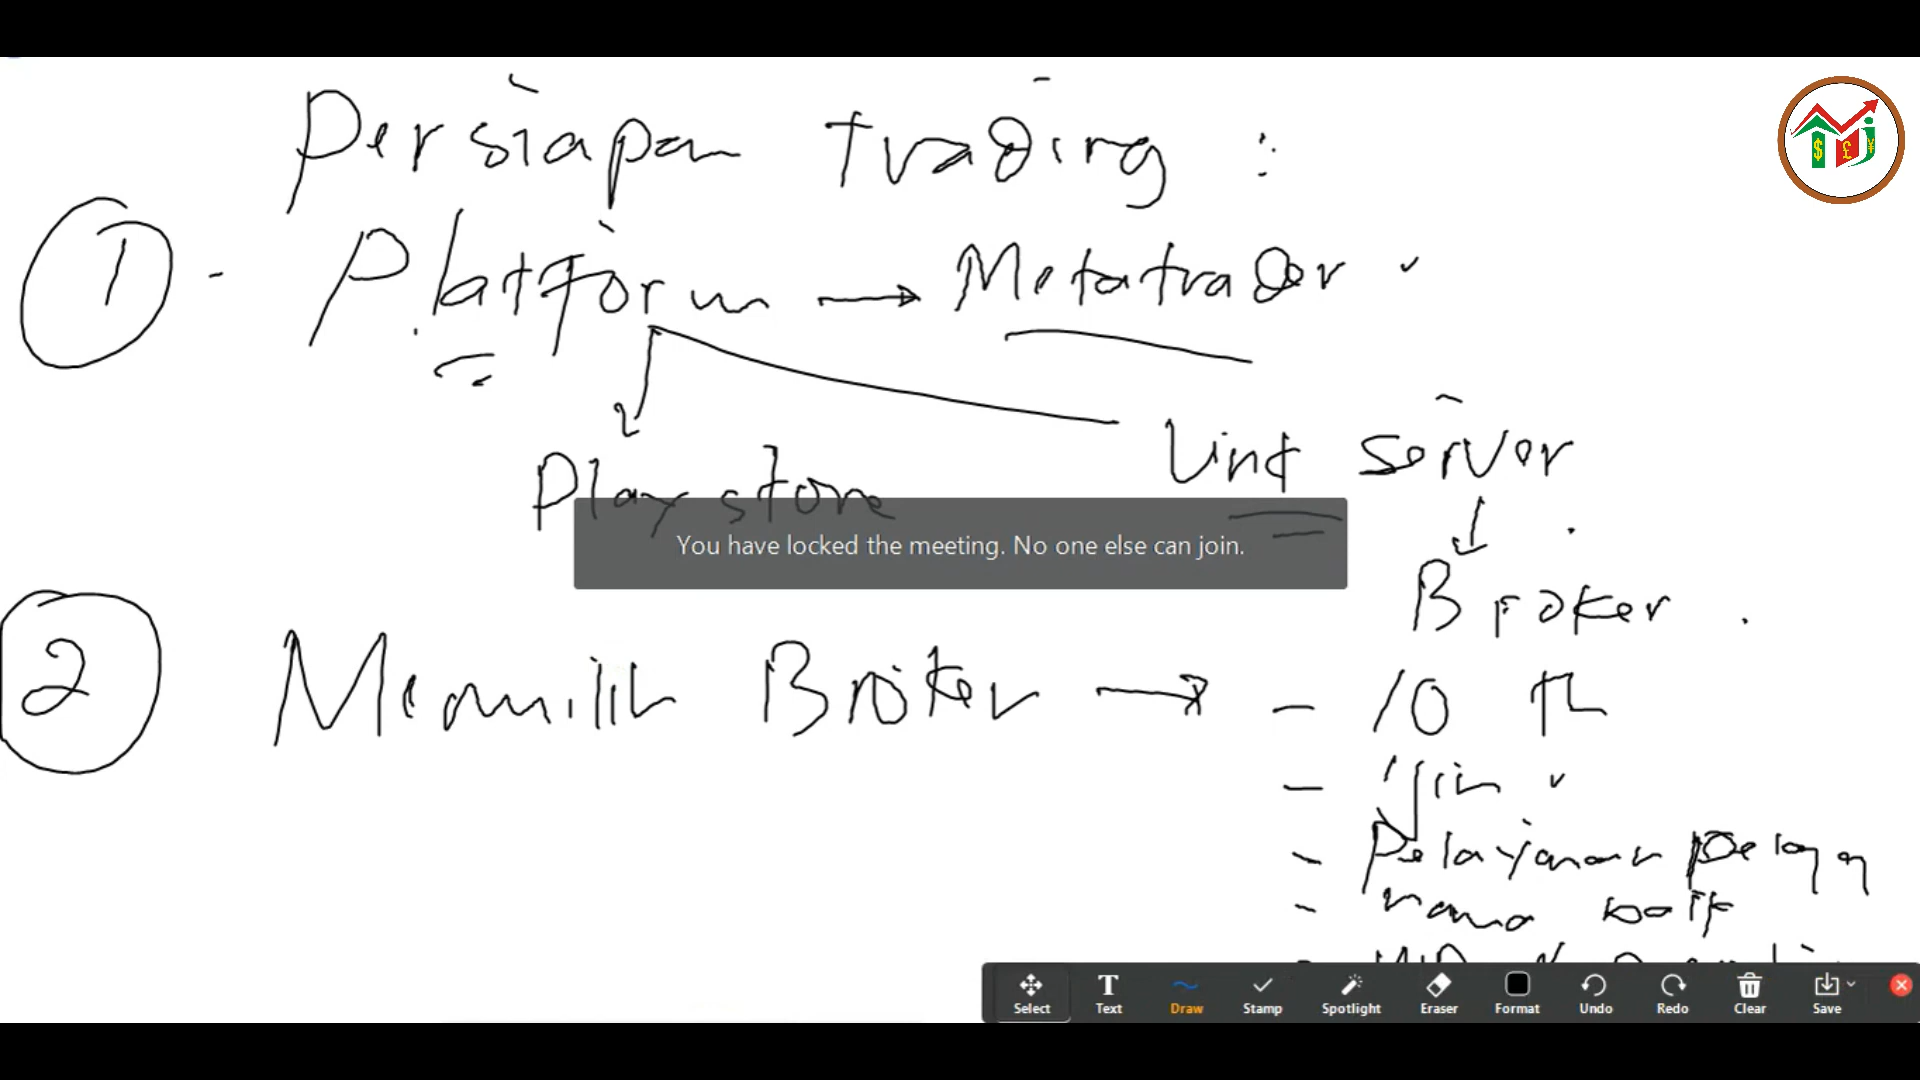 Persiapan trading :
1 - Platform → Metatrader
Play store
Link server
↓
Broker
You have locked the meeting. No one else can join.
2 Memilih Broker → - 10 th
- Ijin
- Pelayanan pelangg
- nama baik
Select Text Draw Stamp Spotlight Eraser Format Undo Redo Clear Save